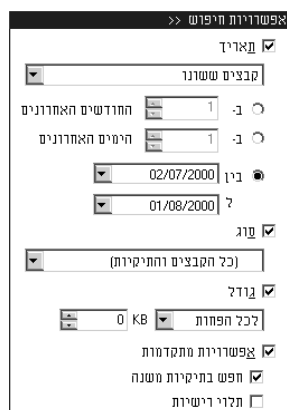 אפשרויות חיפוש >>
תאריך
קבצים ששונו
ב- 1 החודשים האחרונים
ב- 1 הימים האחרונים
בין 02/07/2000
ל 01/08/2000
סוג
(כל הקבצים והתיקיות)
גודל
לכל הפחות 0 KB
אפשרויות מתקדמות
חפש בתיקיות משנה
תלוי רישיות